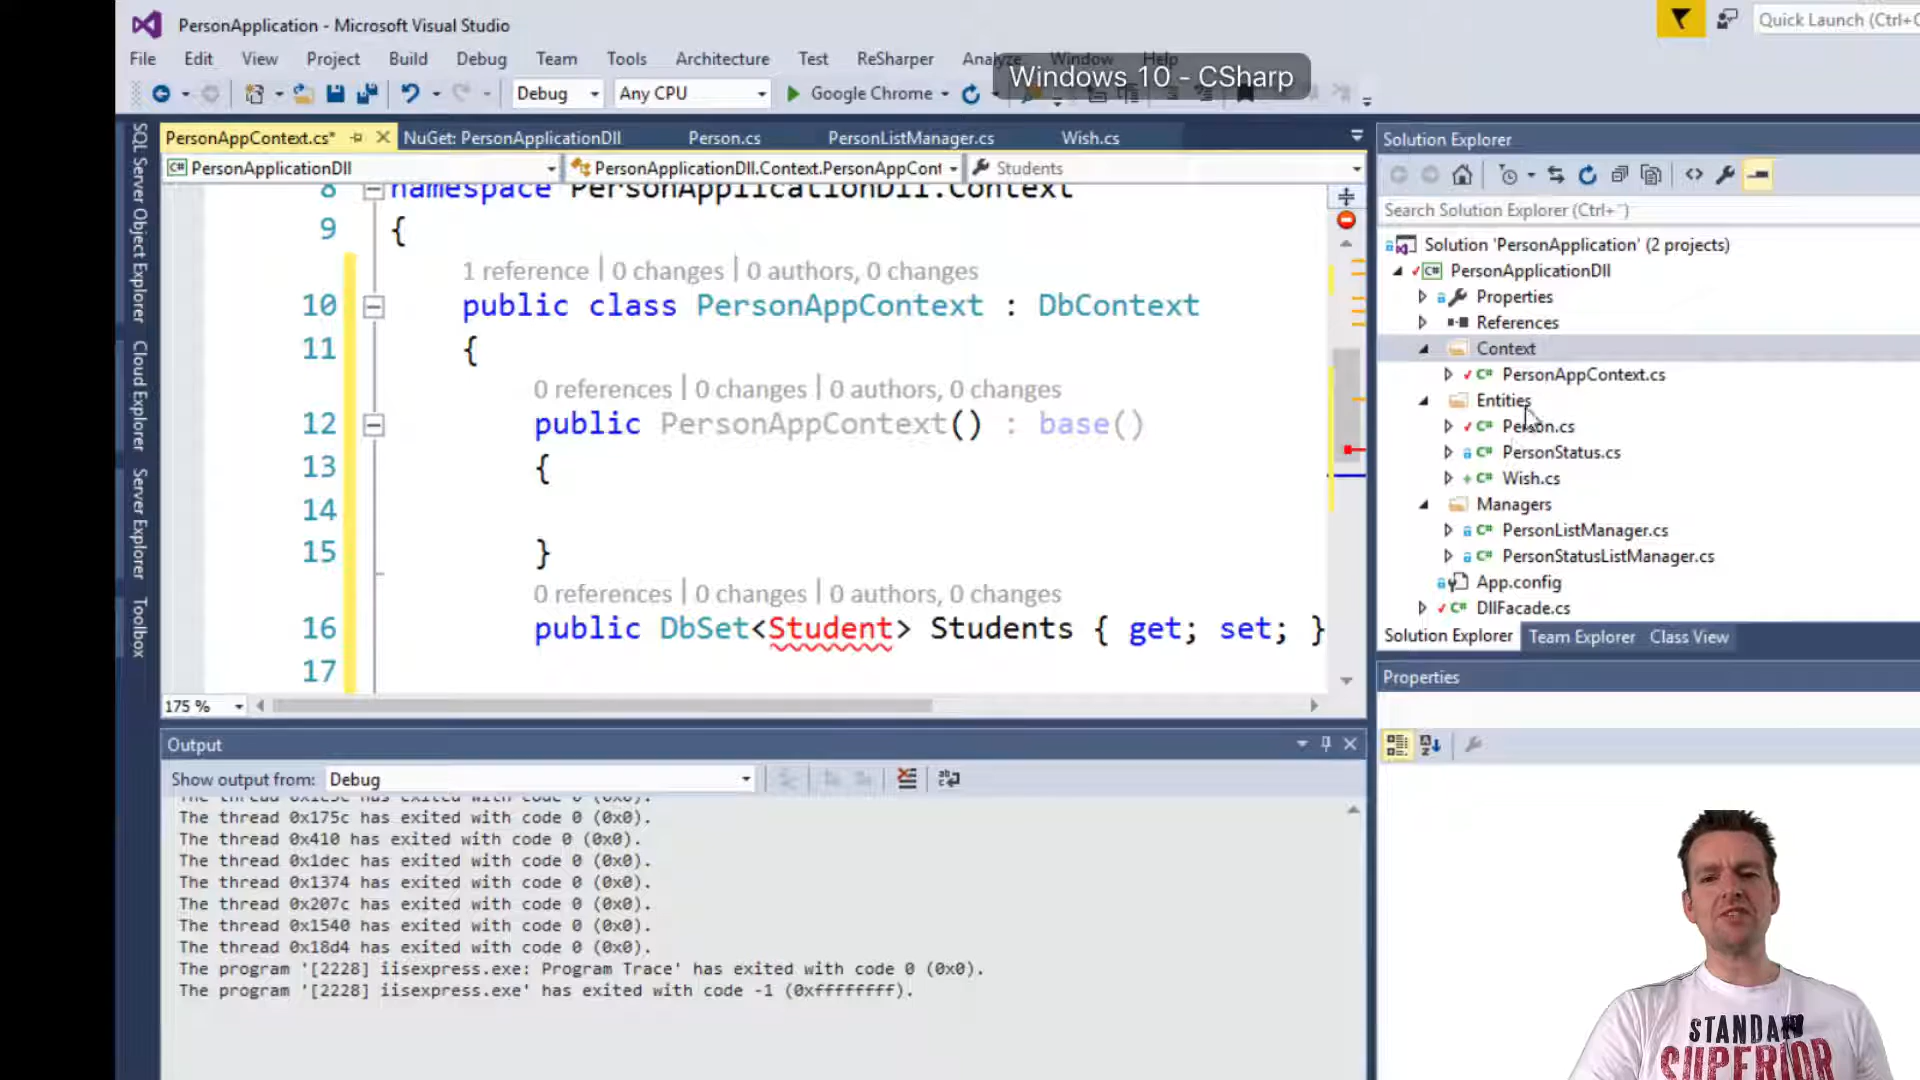 PersonApplication - Microsoft Visual Studio
Quick Launch (Ctrl+
File Edit View Project Build Debug Team Tools Architecture Test ReSharper Analyze Window Help
Windows 10 - CSharp
Debug Any CPU Google Chrome
PersonAppContext.cs* NuGet: PersonApplicationDll Person.cs PersonListManager.cs Wish.cs
PersonApplicationDll PersonApplicationDll.Context.PersonAppCont Students
8 namespace PersonApplicationDll.Context
9 {
1 reference | 0 changes | 0 authors, 0 changes
10 public class PersonAppContext : DbContext
11 {
0 references | 0 changes | 0 authors, 0 changes
12 public PersonAppContext() : base()
13 {
14
15 }
0 references | 0 changes | 0 authors, 0 changes
16 public DbSet<Student> Students { get; set; }
17
175 %
SQL Server Object Explorer
Cloud Explorer
Server Explorer
Toolbox
Output
Show output from: Debug
The thread 0x175c has exited with code 0 (0x0).
The thread 0x410 has exited with code 0 (0x0).
The thread 0x1dec has exited with code 0 (0x0).
The thread 0x1374 has exited with code 0 (0x0).
The thread 0x207c has exited with code 0 (0x0).
The thread 0x1540 has exited with code 0 (0x0).
The thread 0x18d4 has exited with code 0 (0x0).
The program '[2228] iisexpress.exe: Program Trace' has exited with code 0 (0x0).
The program '[2228] iisexpress.exe' has exited with code -1 (0xffffffff).
Solution Explorer
Search Solution Explorer (Ctrl+¨)
Solution 'PersonApplication' (2 projects)
PersonApplicationDll
Properties
References
Context
PersonAppContext.cs
Entities
Person.cs
PersonStatus.cs
Wish.cs
Managers
PersonListManager.cs
PersonStatusListManager.cs
App.config
DllFacade.cs
Solution Explorer Team Explorer Class View
Properties
STANDAR
SUPERIOR